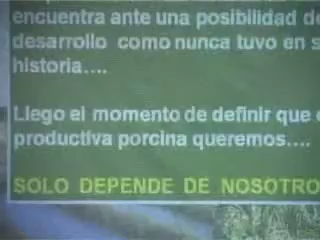 encuentra ante una posibilidad de
desarrollo como nunca tuvo en s
historia....
Llego el momento de definir que
productiva porcina queremos....
SOLO DEPENDE DE NOSOTRO